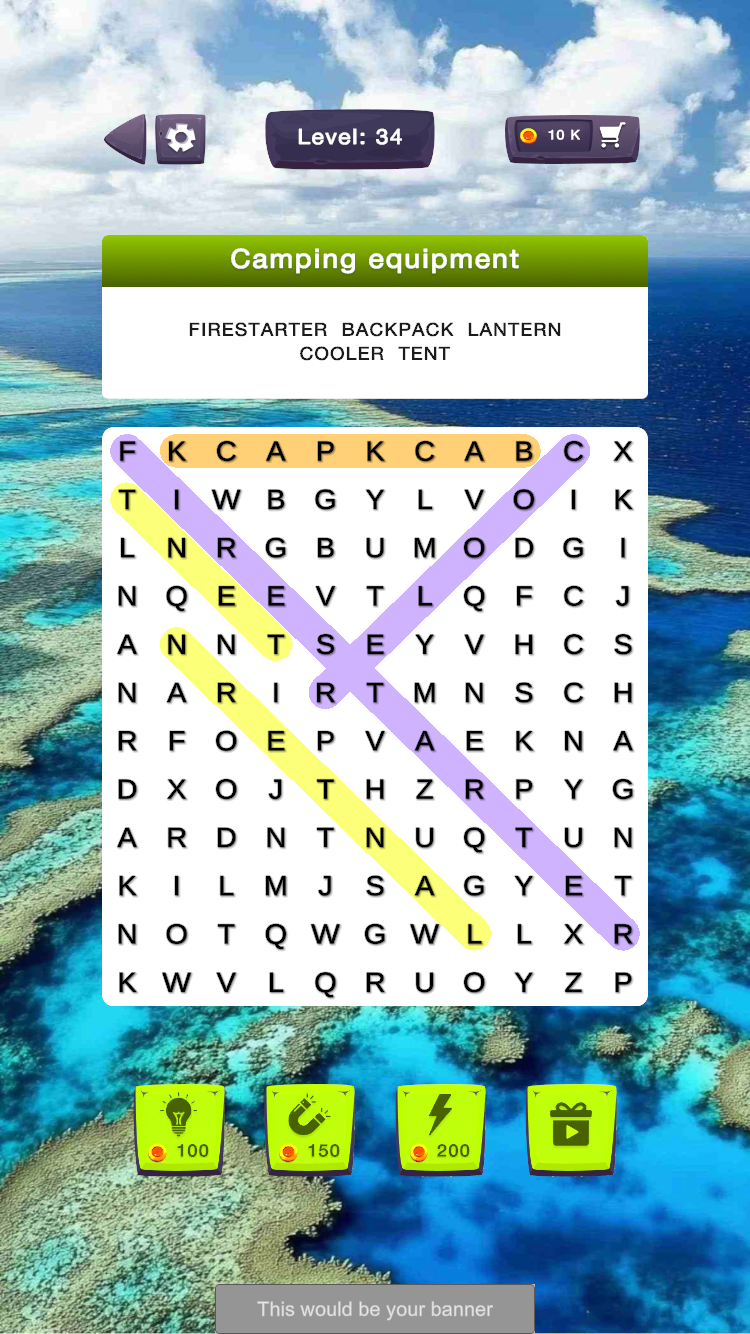 Level: 34
10 K
Camping equipment
FIRESTARTER BACKPACK LANTERN
COOLER TENT
F K C A P K C A B C X
T I W B G Y L V O I K
L N R G B U M O D G I
N Q E E V T L Q F C J
A N N T S E Y V H C S
N A R I R T M N S C H
R F O E P V A E K N A
D X O J T H Z R P Y G
A R D N T N U Q T U N
K I L M J S A G Y E T
N O T Q W G W L L X R
K W V L Q R U O Y Z P
100 150 200
This would be your banner